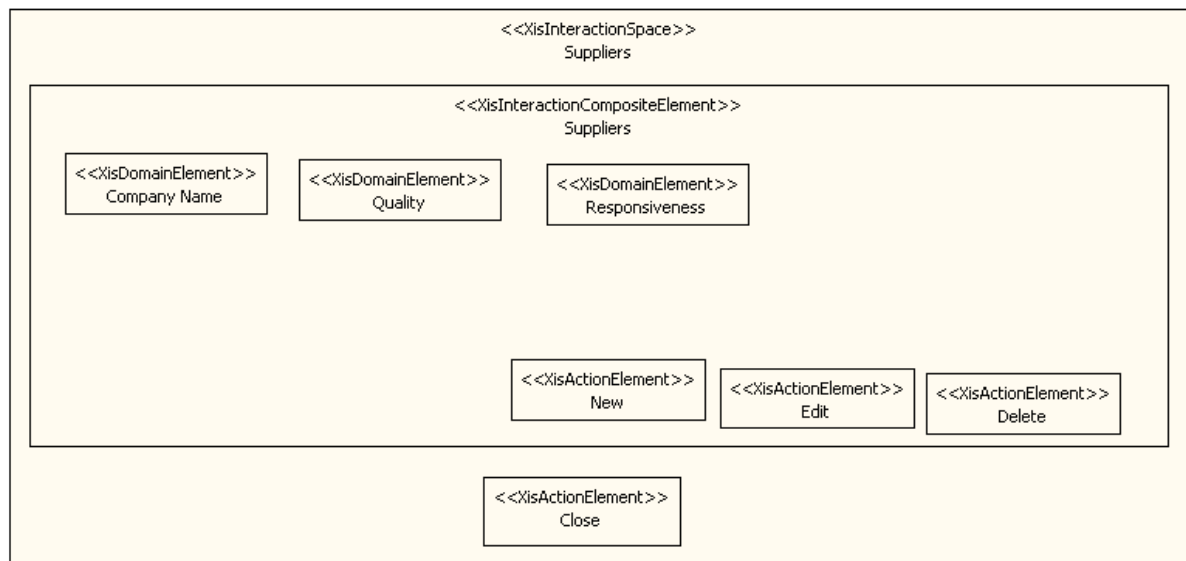 <<XisInteractionSpace>>
Suppliers
<<XisInteractionCompositeElement>>
Suppliers
<<XisDomainElement>>
Company Name
<<XisDomainElement>>
Quality
<<XisDomainElement>>
Responsiveness
<<XisActionElement>>
New
<<XisActionElement>>
Edit
<<XisActionElement>>
Delete
<<XisActionElement>>
Close